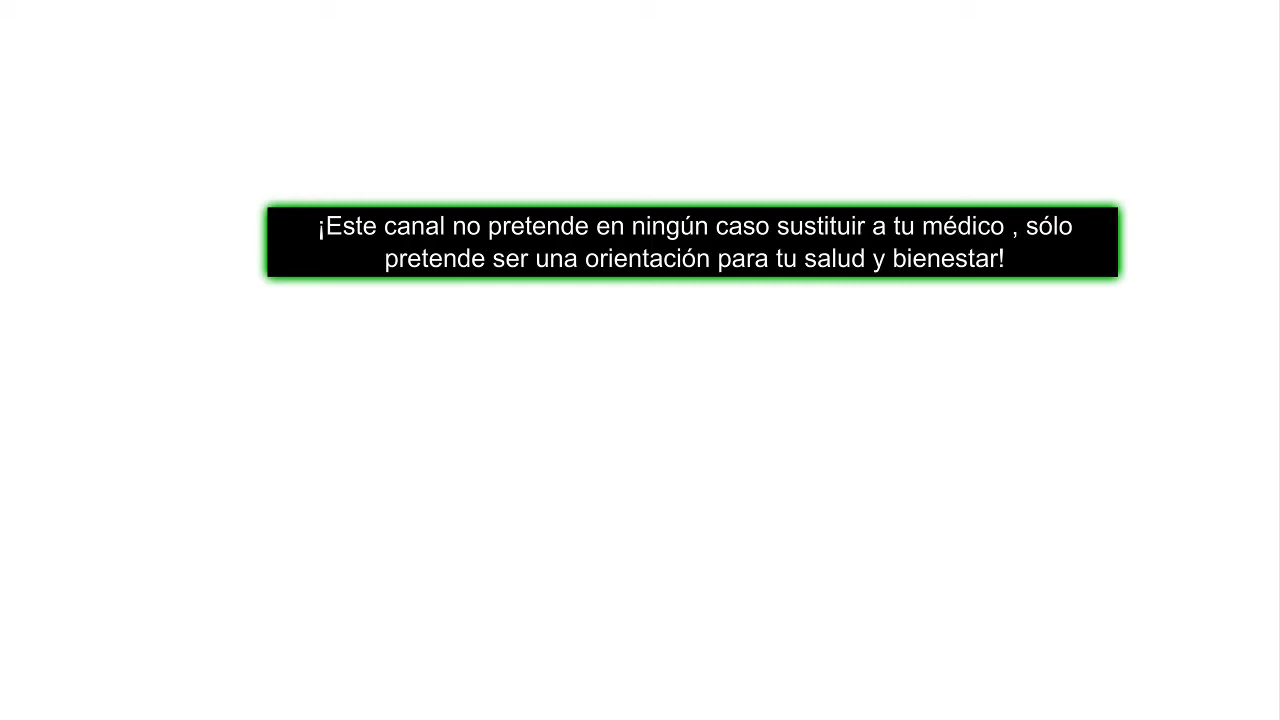 ¡Este canal no pretende en ningún caso sustituir a tu médico , sólo
pretende ser una orientación para tu salud y bienestar!